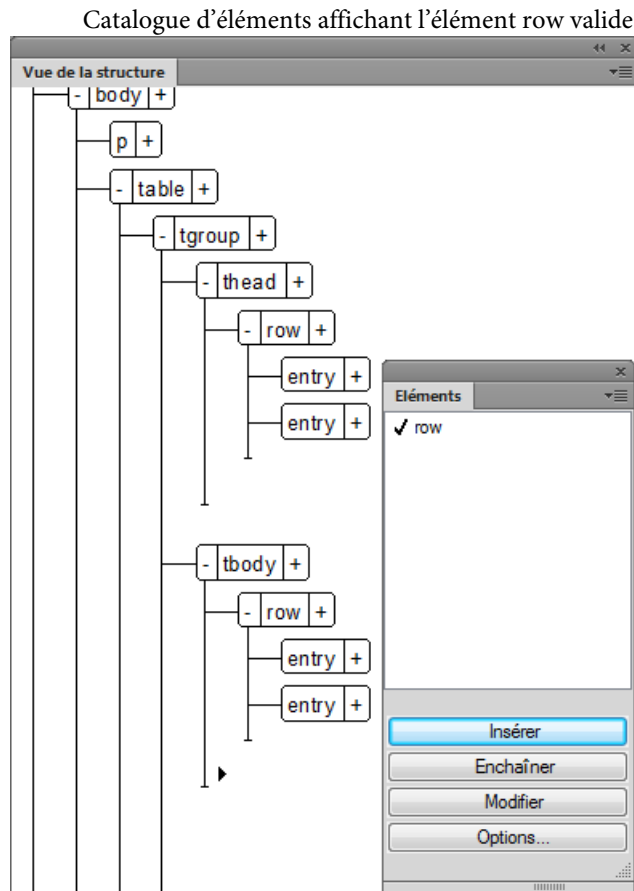 Catalogue d’éléments affichant l’élément row valide
Vue de la structure
- body +
p +
- table +
- tgroup +
- thead +
- row +
entry +
entry +
- tbody +
- row +
entry +
entry +
Eléments
✓ row
Insérer
Enchaîner
Modifier
Options...